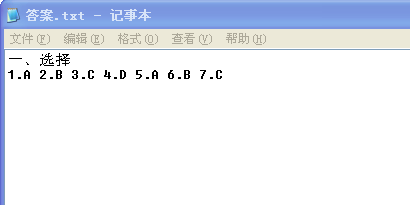 答案.txt - 记事本
文件(F) 编辑(E) 格式(O) 查看(V) 帮助(H)
一、选择
1.A 2.B 3.C 4.D 5.A 6.B 7.C